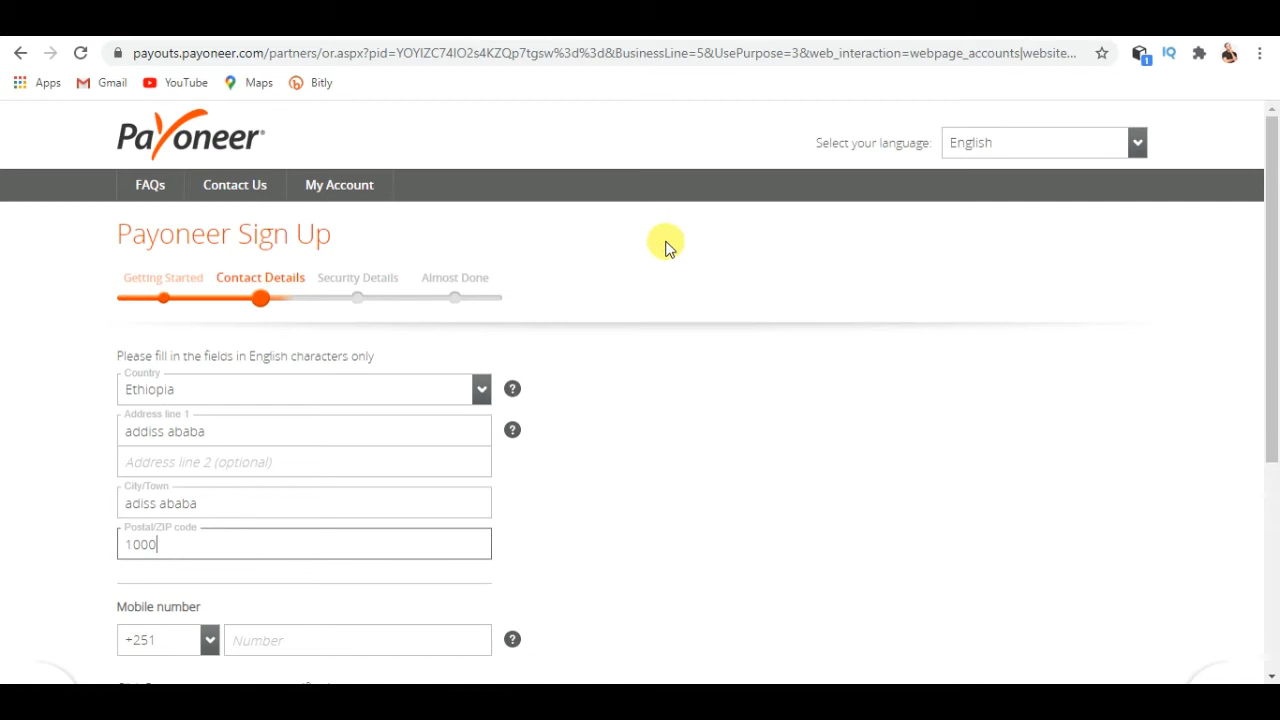 payouts.payoneer.com/partners/or.aspx?pid=YOYIZC74IO2s4KZQp7tgsw%3d%3d&BusinessLine=5&UsePurpose=3&web_interaction=webpage_accounts|website...
1
IQ
Apps Gmail YouTube Maps Bitly
Payoneer
Select your language: English
FAQs Contact Us My Account
Payoneer Sign Up
Getting Started Contact Details Security Details Almost Done
Please fill in the fields in English characters only
Country
Ethiopia ?
Address line 1
addiss ababa ?
Address line 2 (optional)
City/Town
adiss ababa
Postal/ZIP code
1000
Mobile number
+251 Number ?